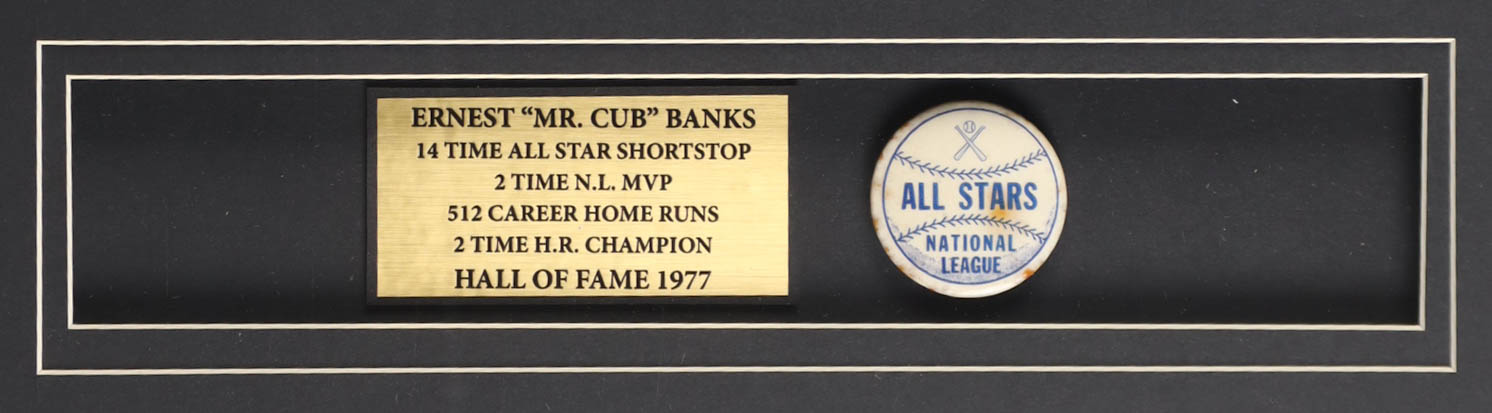 ERNEST “MR. CUB” BANKS
14 TIME ALL STAR SHORTSTOP
2 TIME N.L. MVP
512 CAREER HOME RUNS
2 TIME H.R. CHAMPION
HALL OF FAME 1977
ALL STARS
NATIONAL
LEAGUE